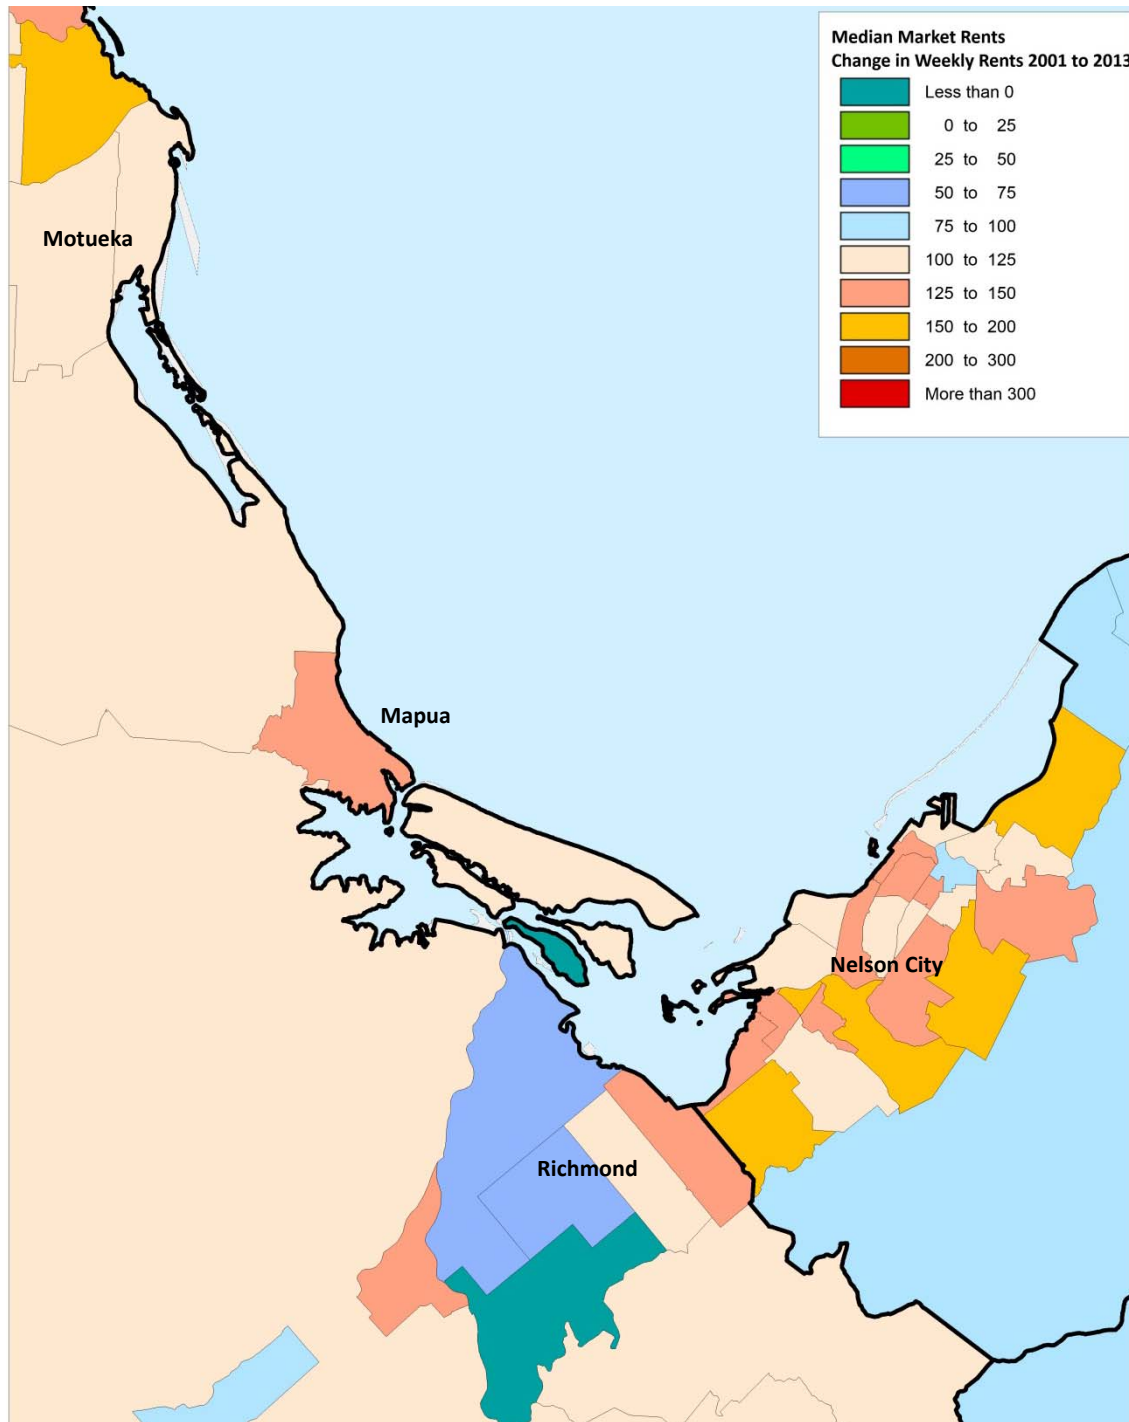 Median Market Rents
Change in Weekly Rents 2001 to 2013
Less than 0
0 to 25
25 to 50
50 to 75
75 to 100
100 to 125
125 to 150
150 to 200
200 to 300
More than 300
Motueka
Mapua
Nelson City
Richmond